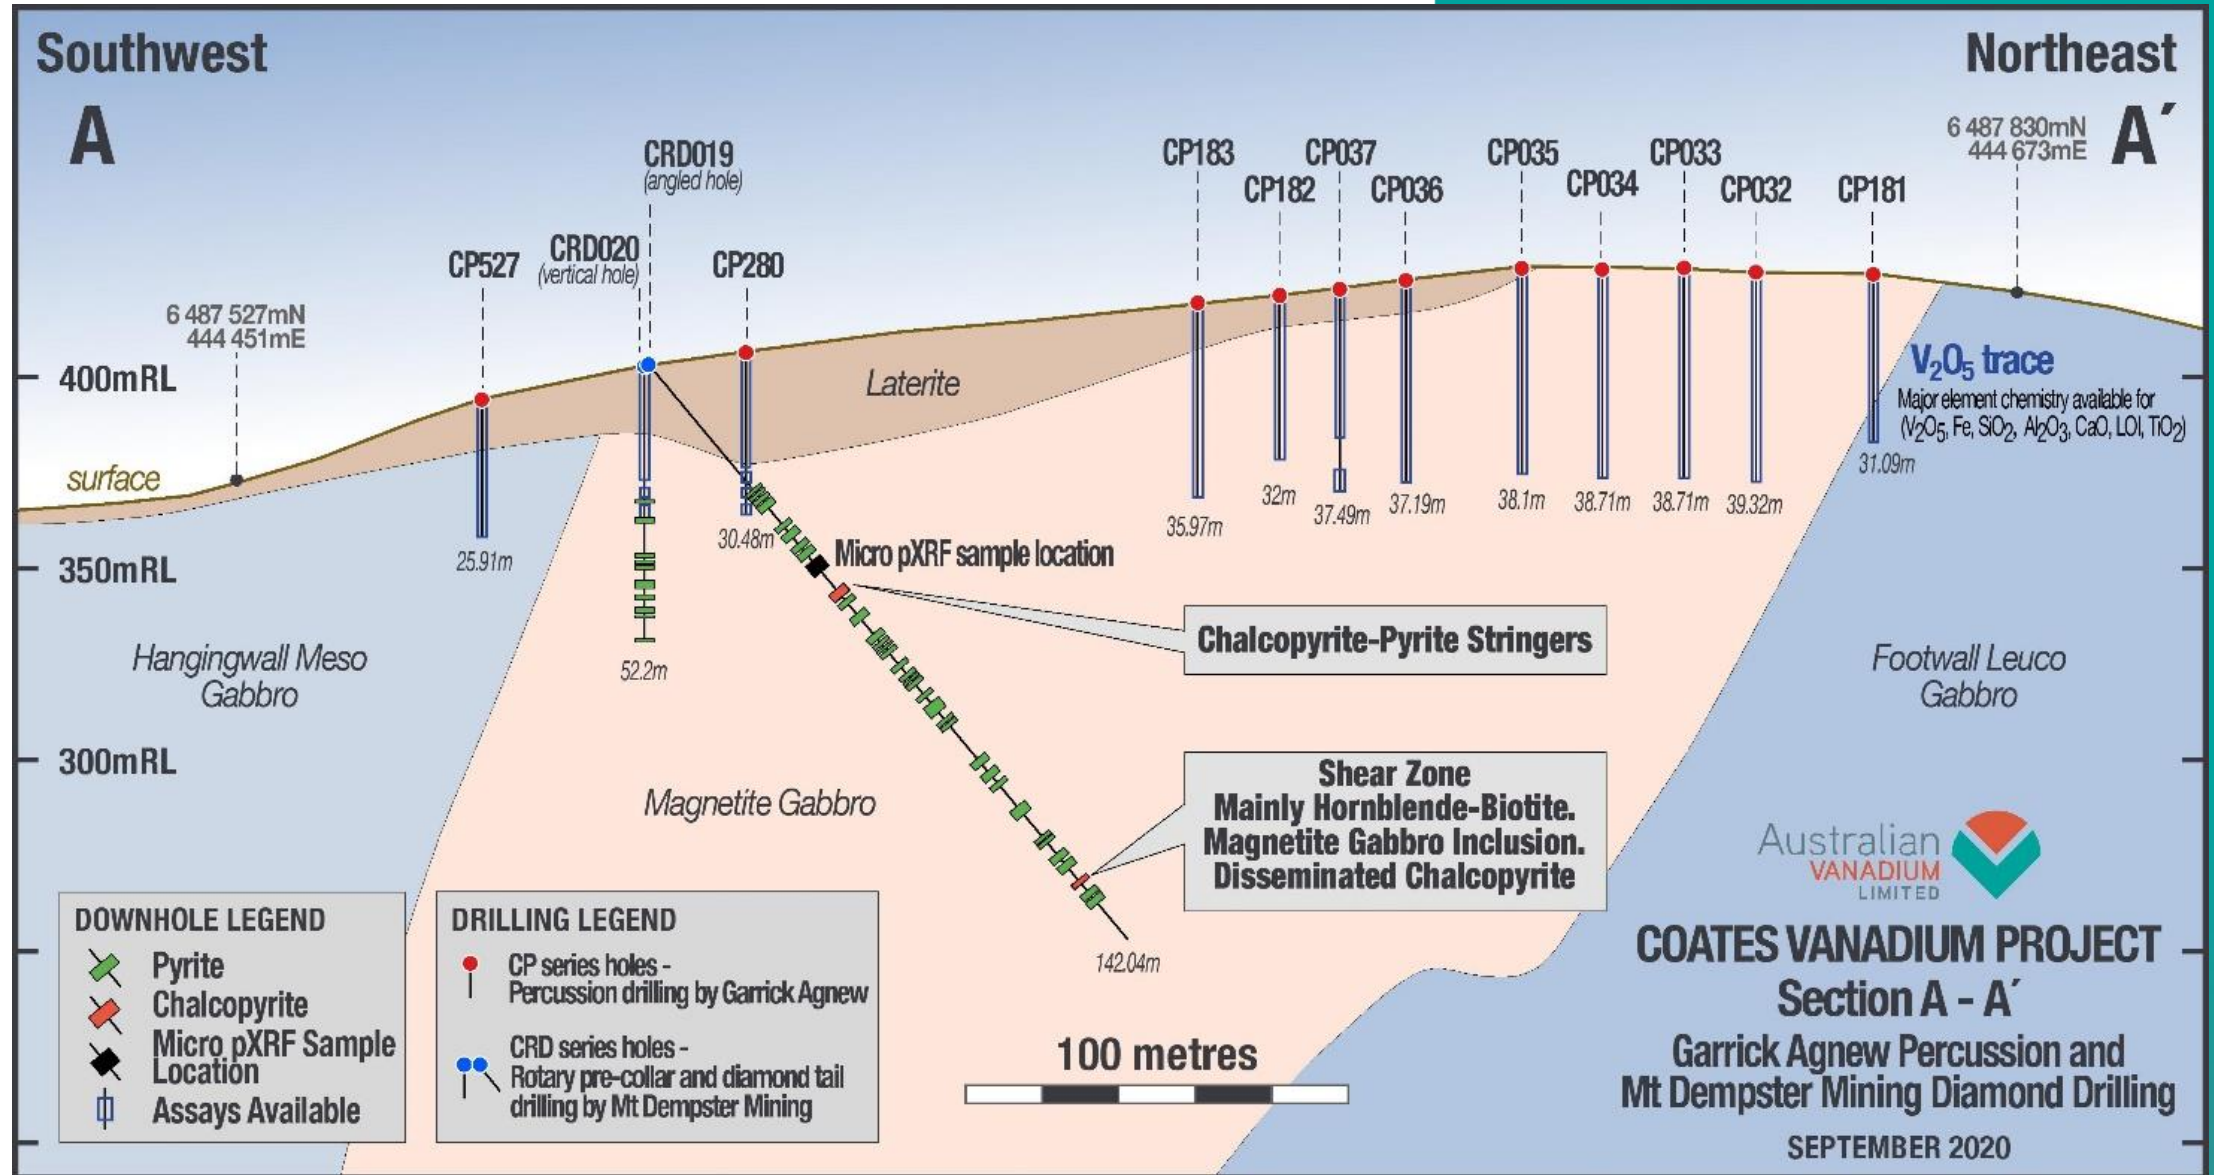 Southwest
Northeast
A
A´
6 487 830mN
444 673mE
CRD019
(angled hole)
CP183
CP037
CP035
CP033
CP182
CP036
CP034
CP032
CP181
CRD020
(vertical hole)
CP527
CP280
6 487 527mN
444 451mE
400mRL
Laterite
V₂O₅ trace
Major element chemistry available for
(V₂O₅, Fe, SiO₂, Al₂O₃, CaO, LOI, TiO₂)
surface
31.09m
32m
38.1m
38.71m
38.71m
39.32m
35.97m
37.49m
37.19m
30.48m
25.91m
Micro pXRF sample location
350mRL
Chalcopyrite-Pyrite Stringers
52.2m
Hangingwall Meso
Gabbro
Footwall Leuco
Gabbro
300mRL
Magnetite Gabbro
Shear Zone
Mainly Hornblende-Biotite.
Magnetite Gabbro Inclusion.
Disseminated Chalcopyrite
142.04m
Australian
VANADIUM
LIMITED
DOWNHOLE LEGEND
Pyrite
Chalcopyrite
Micro pXRF Sample
Location
Assays Available
DRILLING LEGEND
CP series holes -
Percussion drilling by Garrick Agnew
CRD series holes -
Rotary pre-collar and diamond tail
drilling by Mt Dempster Mining
100 metres
COATES VANADIUM PROJECT
Section A - A´
Garrick Agnew Percussion and
Mt Dempster Mining Diamond Drilling
SEPTEMBER 2020